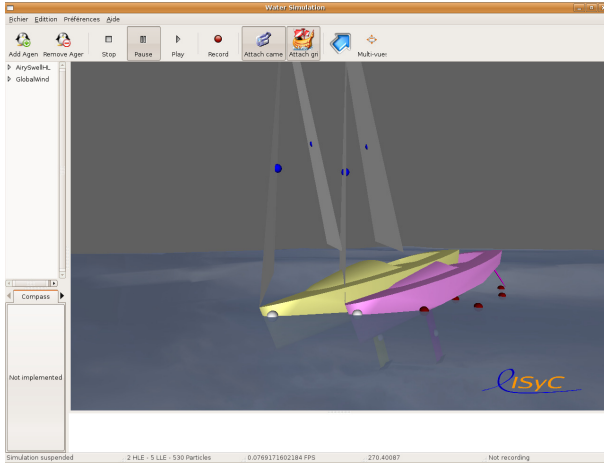 Water Simulation
Fichier Edittion Préférences Aide
Add Agen Remove Ager Stop Pause Play Record Attach came Attach gri Multi-vuer
AirySwellHL
GlobalWind
Compass
Not implemented
eISyC
Simulation suspended 2 HLE - 5 LLE - 530 Particles 0.0769171602184 FPS 270.40087 Not recording